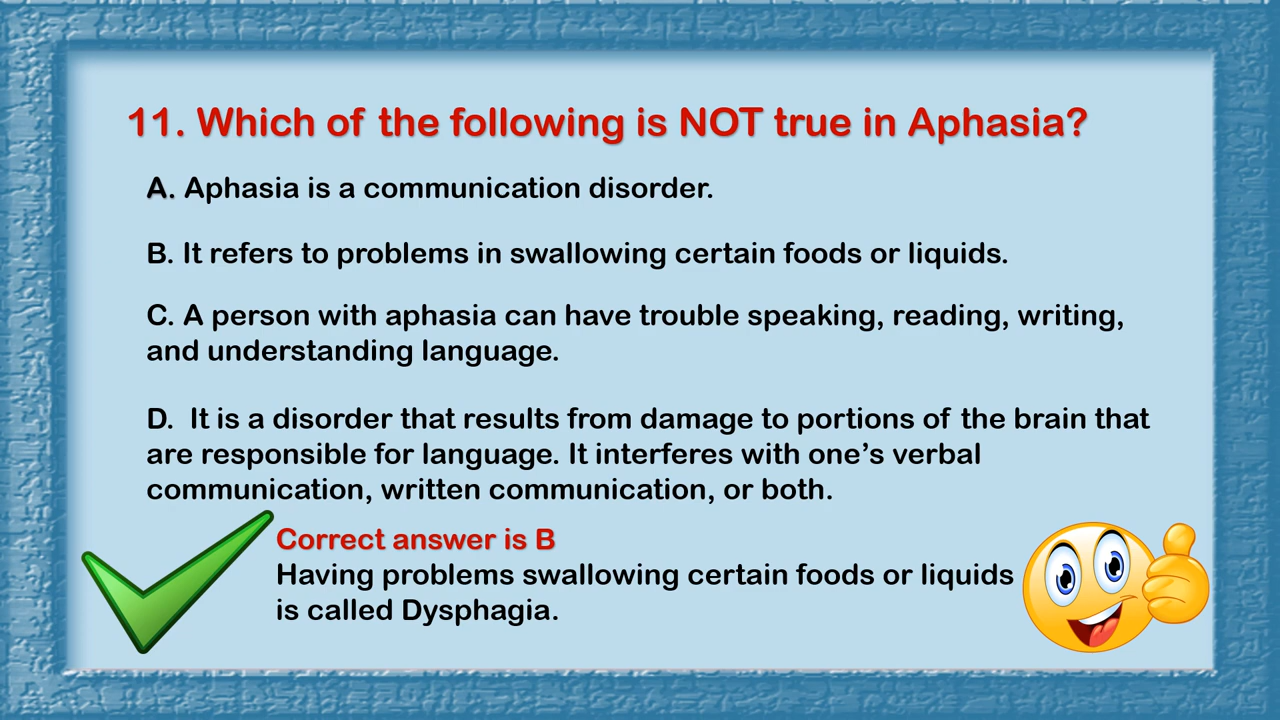 11. Which of the following is NOT true in Aphasia?
A. Aphasia is a communication disorder.
B. It refers to problems in swallowing certain foods or liquids.
C. A person with aphasia can have trouble speaking, reading, writing,
and understanding language.
D. It is a disorder that results from damage to portions of the brain that
are responsible for language. It interferes with one’s verbal
communication, written communication, or both.
Correct answer is B
Having problems swallowing certain foods or liquids
is called Dysphagia.